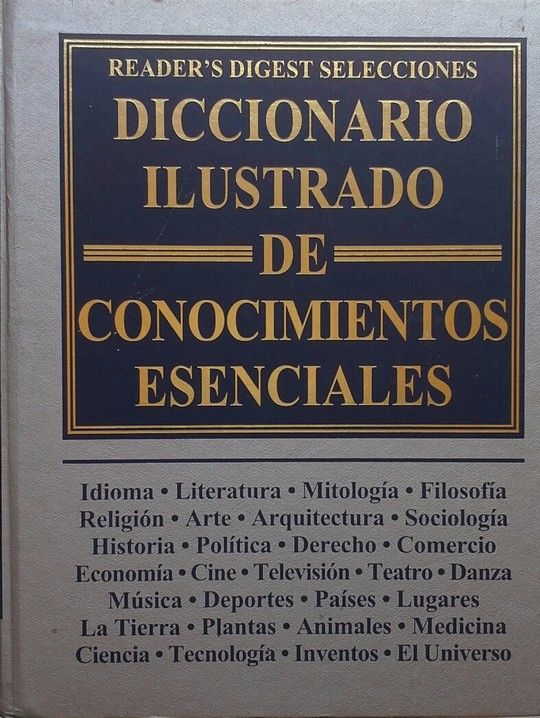 READER'S DIGEST SELECCIONES
DICCIONARIO
ILUSTRADO
DE
CONOCIMIENTOS
ESENCIALES
Idioma • Literatura • Mitología • Filosofía
Religión • Arte • Arquitectura • Sociología
Historia • Política • Derecho • Comercio
Economía • Cine • Televisión • Teatro • Danza
Música • Deportes • Países • Lugares
La Tierra • Plantas • Animales • Medicina
Ciencia • Tecnología • Inventos • El Universo